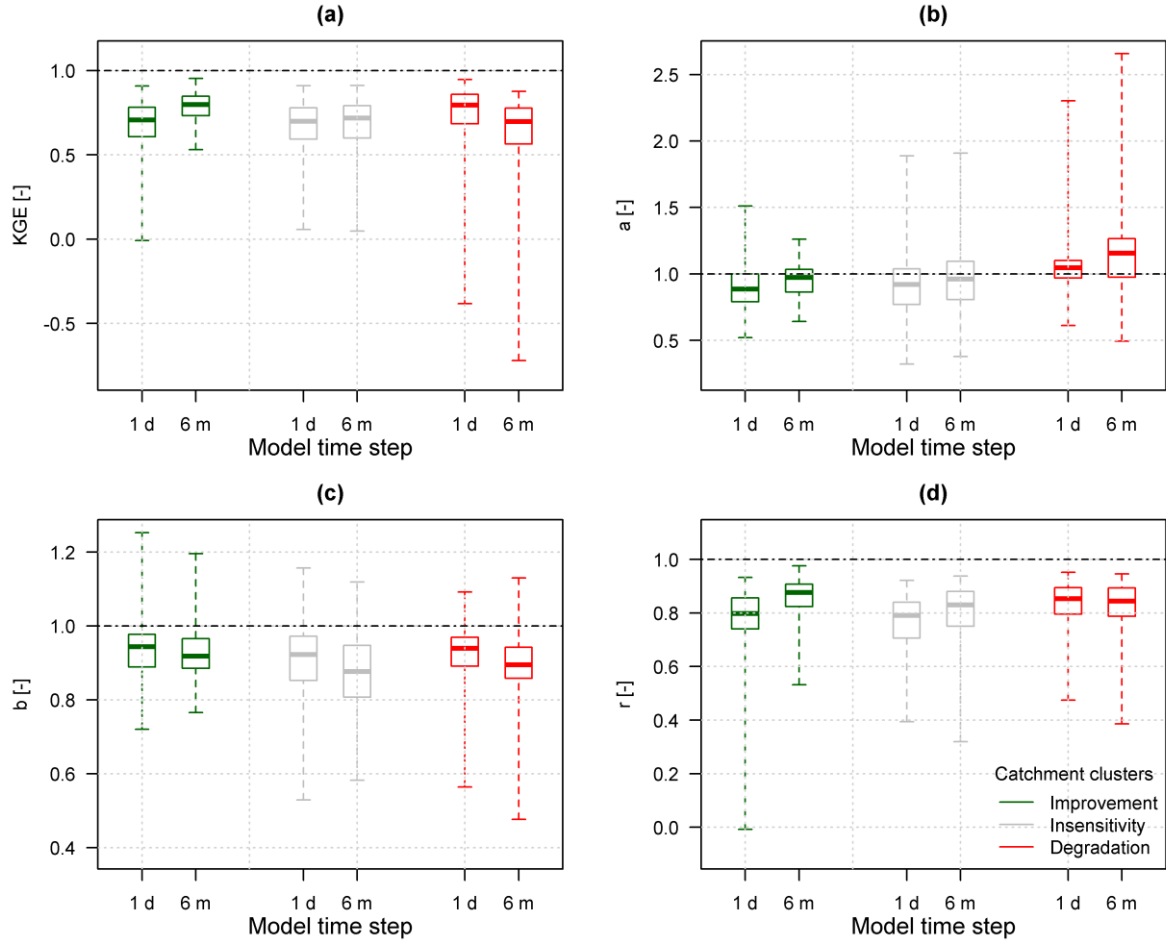 (a)
KGE [-]
1.0
0.5
0.0
-0.5
1 d 6 m 1 d 6 m 1 d 6 m
Model time step
(b)
a [-]
2.5
2.0
1.5
1.0
0.5
1 d 6 m 1 d 6 m 1 d 6 m
Model time step
(c)
b [-]
1.2
1.0
0.8
0.6
0.4
1 d 6 m 1 d 6 m 1 d 6 m
Model time step
(d)
r [-]
1.0
0.8
0.6
0.4
0.2
0.0
Catchment clusters
Improvement
Insensitivity
Degradation
1 d 6 m 1 d 6 m 1 d 6 m
Model time step